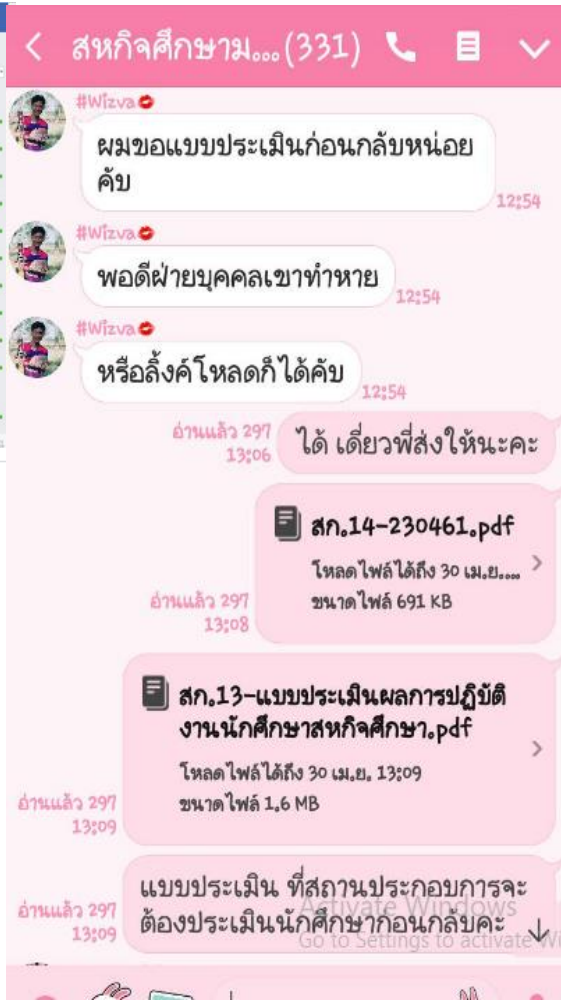 สหกิจศึกษาม...(331)
#Wizva💋
ผมขอแบบประเมินก่อนกลับหน่อย
คับ
12:54
#Wizva💋
พอดีฝ่ายบุคคลเขาทำหาย
12:54
#Wizva💋
หรือลิ้งค์โหลดก็ได้คับ
12:54
อ่านแล้ว 297
13:06
ได้ เดี่ยวพี่ส่งให้นะคะ
สก.14-230461.pdf
โหลดไฟล์ได้ถึง 30 เม.ย....
ขนาดไฟล์ 691 KB
อ่านแล้ว 297
13:08
สก.13-แบบประเมินผลการปฏิบัติ
งานนักศึกษาสหกิจศึกษา.pdf
โหลดไฟล์ได้ถึง 30 เม.ย. 13:09
ขนาดไฟล์ 1.6 MB
อ่านแล้ว 297
13:09
แบบประเมิน ที่สถานประกอบการจะ
ต้องประเมินนักศึกษาก่อนกลับคะ
อ่านแล้ว 297
13:09
Activate Windows
Go to Settings to activate Wi